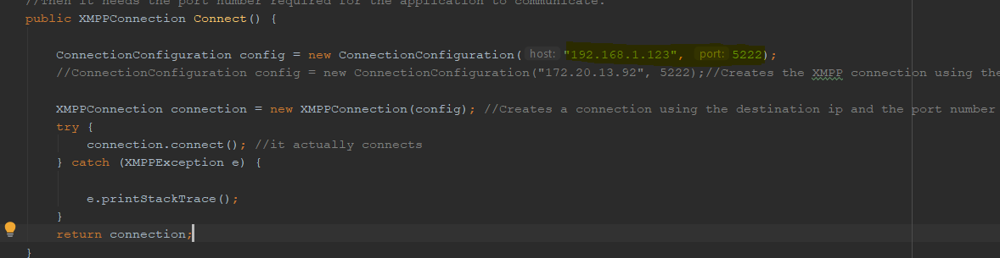 //Then it needs the port number required for the application to communicate.
public XMPPConnection Connect() {
ConnectionConfiguration config = new ConnectionConfiguration( host: "192.168.1.123", port: 5222);
//ConnectionConfiguration config = new ConnectionConfiguration("172.20.13.92", 5222);//Creates the XMPP connection using the
XMPPConnection connection = new XMPPConnection(config); //Creates a connection using the destination ip and the port number
try {
connection.connect(); //it actually connects
} catch (XMPPException e) {
e.printStackTrace();
}
return connection;
}